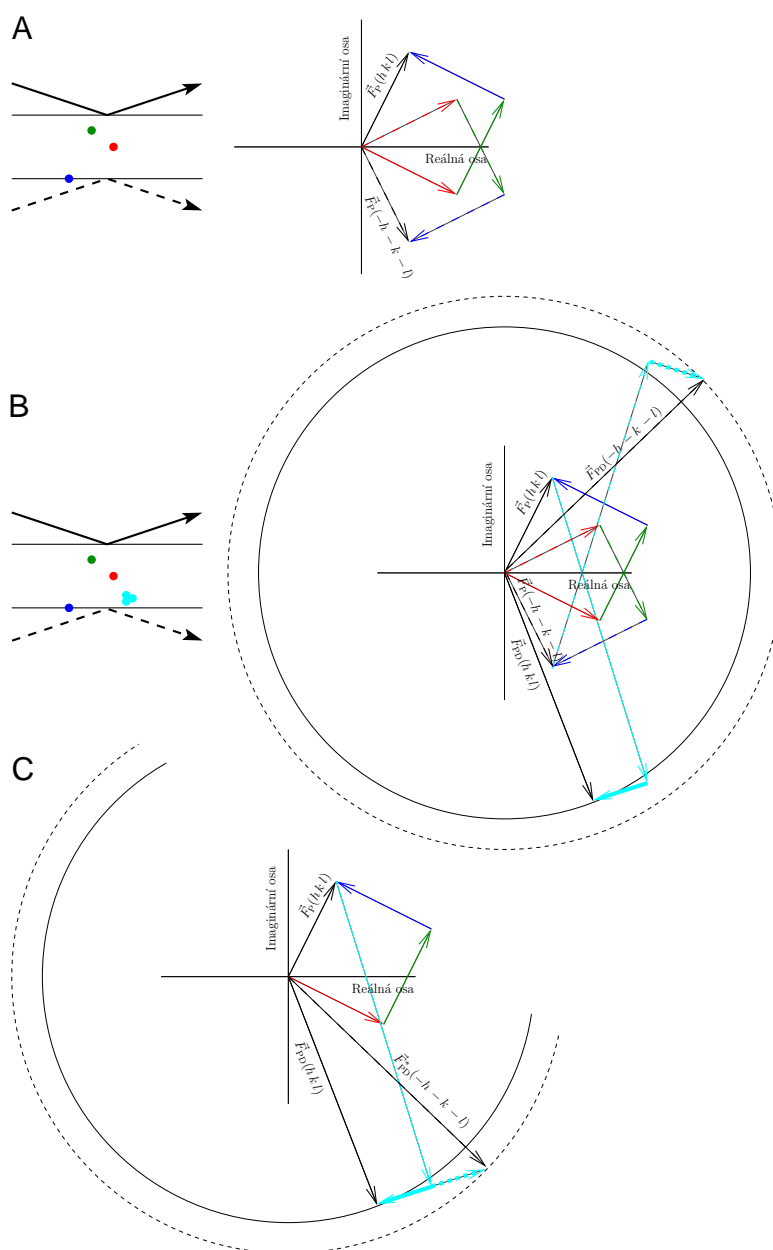 A
Imaginární osa
F⃗P(h k l)
Reálná osa
F⃗P(−h − k − l)
B
Imaginární osa
F⃗P(h k l)
F⃗PD(−h − k − l)
Reálná osa
F⃗P(−h − k − l)
F⃗PD(h k l)
C
Imaginární osa
F⃗P(h k l)
Reálná osa
F⃗PD(h k l)
F⃗*PD(−h − k − l)